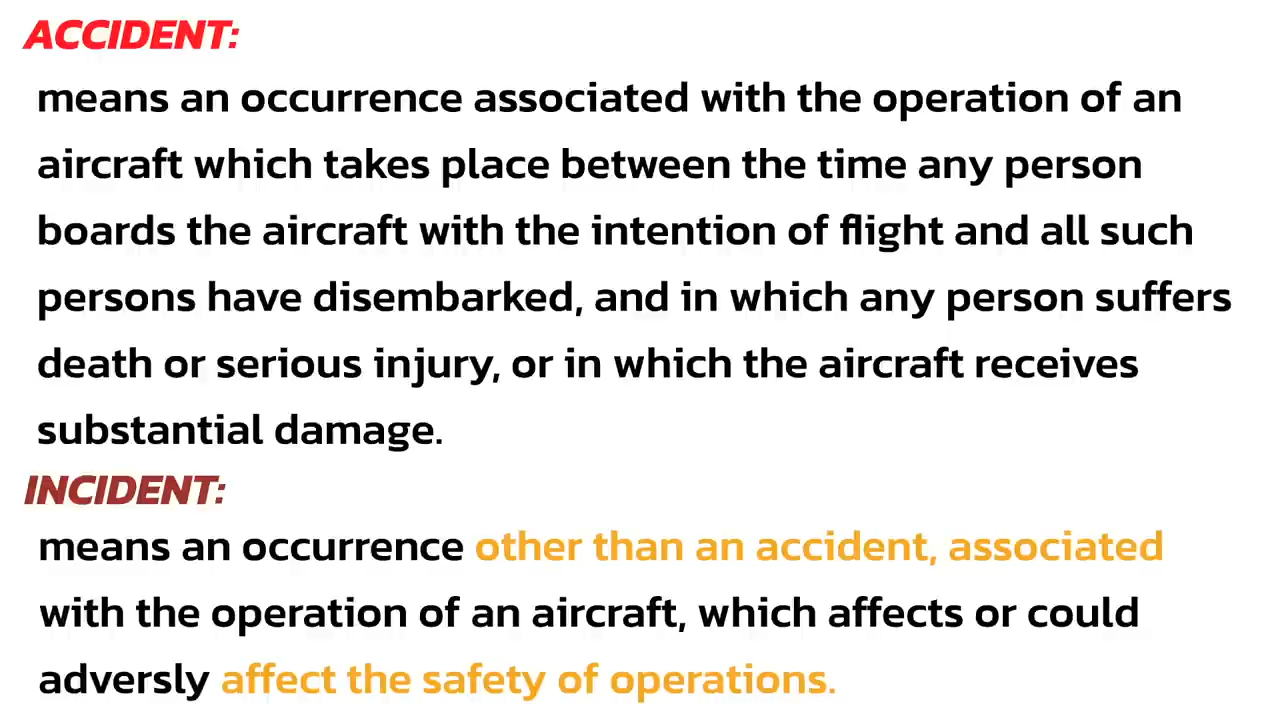 ACCIDENT:
means an occurrence associated with the operation of an
aircraft which takes place between the time any person
boards the aircraft with the intention of flight and all such
persons have disembarked, and in which any person suffers
death or serious injury, or in which the aircraft receives
substantial damage.
INCIDENT:
means an occurrence other than an accident, associated
with the operation of an aircraft, which affects or could
adversly affect the safety of operations.